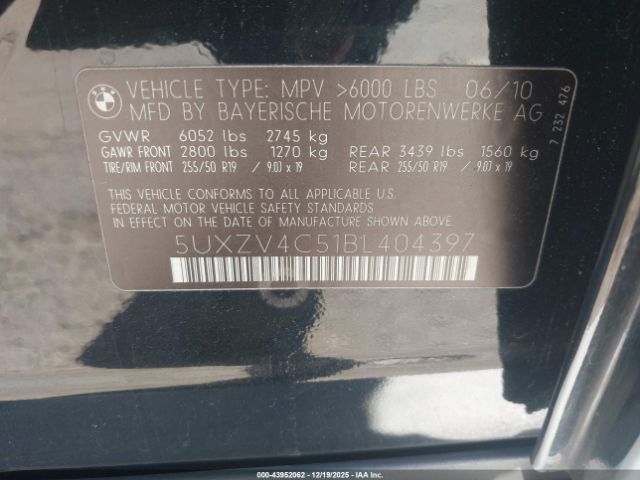 BMW
VEHICLE TYPE: MPV >6000 LBS 06/10
MFD BY BAYERISCHE MOTORENWERKE AG
7 232 476
GVWR 6052 lbs 2745 kg
GAWR FRONT 2800 lbs 1270 kg REAR 3439 lbs 1560 kg
TIRE/RIM FRONT 255/50 R19 / 9.0J x 19 REAR 255/50 R19 / 9.0J x 19
THIS VEHICLE CONFORMS TO ALL APPLICABLE U.S.
FEDERAL MOTOR VEHICLE SAFETY STANDARDS
IN EFFECT ON THE DATE OF MANUFACTURE SHOWN ABOVE.
5UXZV4C51BL404397
000-43952062 - 12/19/2025 - IAA Inc.